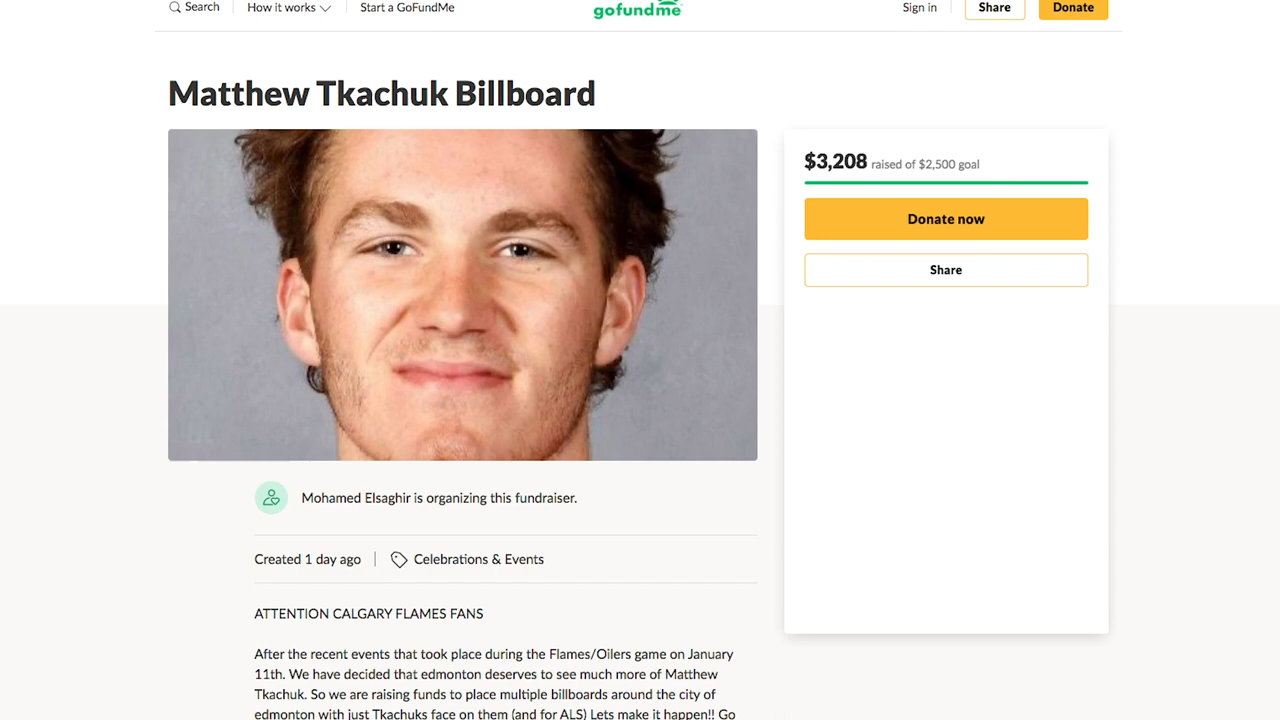 Search How it works Start a GoFundMe gofundme Sign in Share Donate
Matthew Tkachuk Billboard
$3,208 raised of $2,500 goal
Donate now
Share
Mohamed Elsaghir is organizing this fundraiser.
Created 1 day ago Celebrations & Events
ATTENTION CALGARY FLAMES FANS
After the recent events that took place during the Flames/Oilers game on January
11th. We have decided that edmonton deserves to see much more of Matthew
Tkachuk. So we are raising funds to place multiple billboards around the city of
edmonton with just Tkachuks face on them (and for ALS) Lets make it happen!! Go